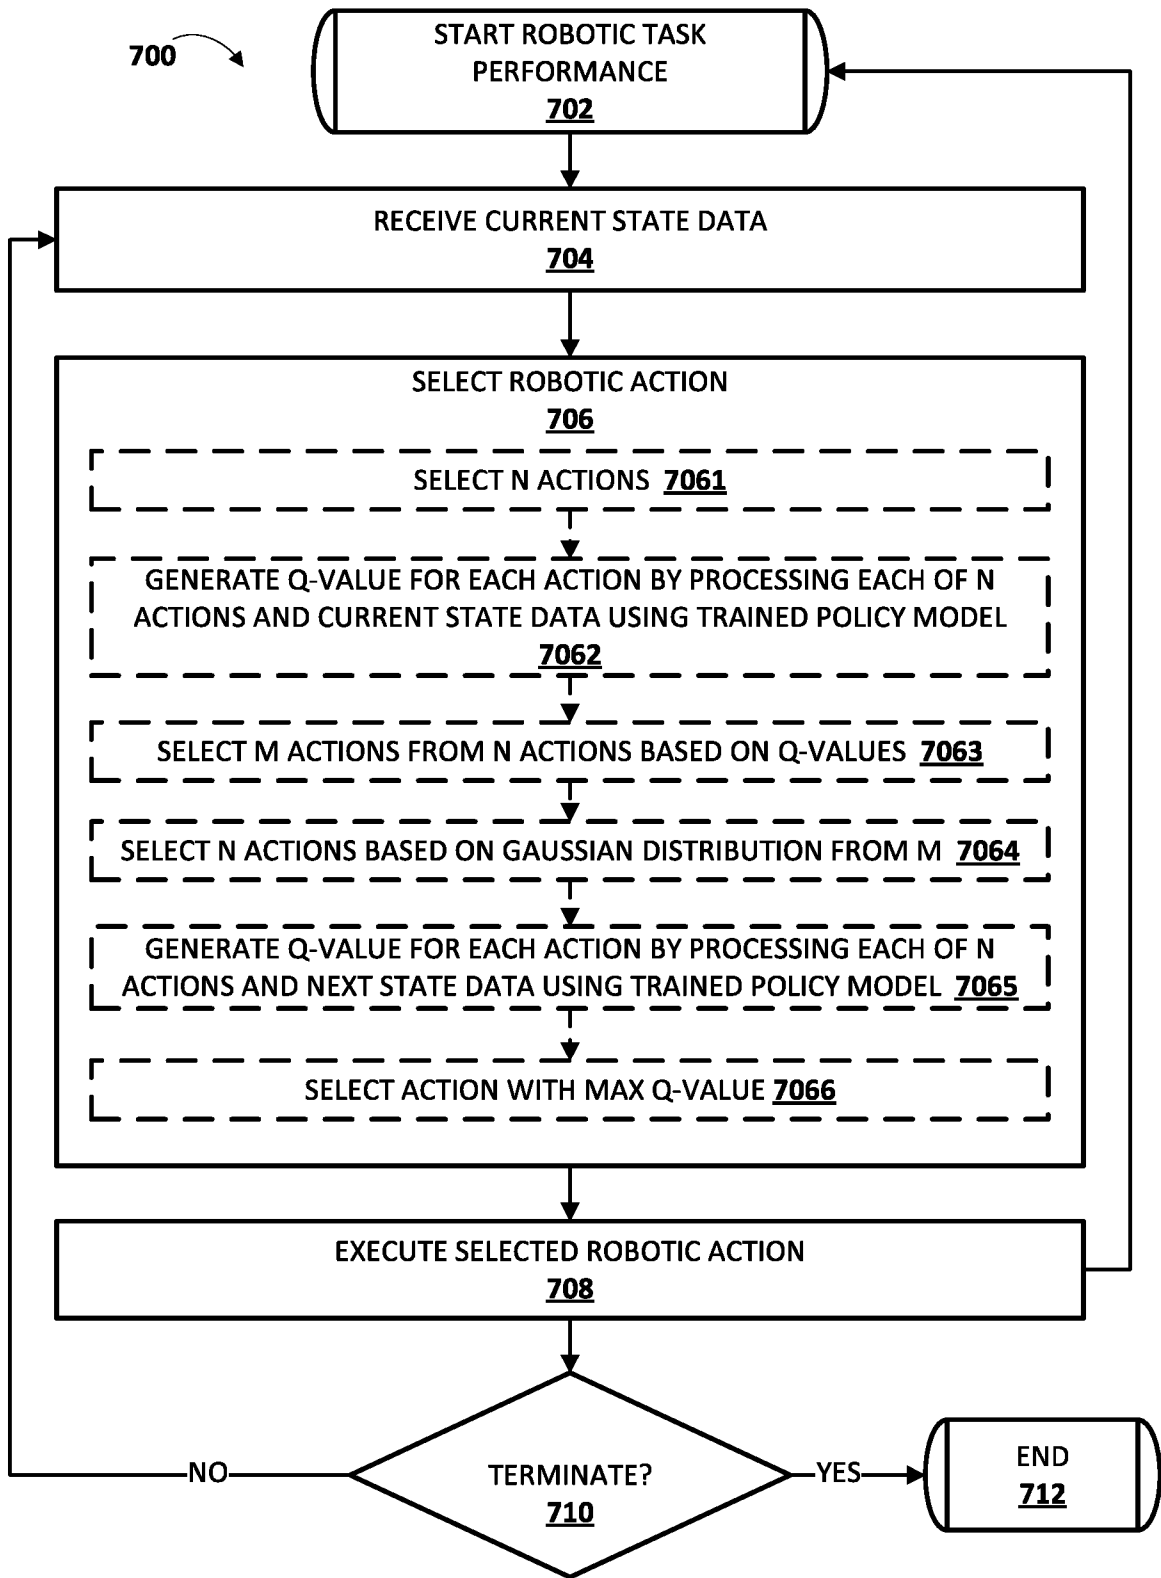 700
START ROBOTIC TASK
PERFORMANCE
702
RECEIVE CURRENT STATE DATA
704
SELECT ROBOTIC ACTION
706
SELECT N ACTIONS 7061
GENERATE Q-VALUE FOR EACH ACTION BY PROCESSING EACH OF N
ACTIONS AND CURRENT STATE DATA USING TRAINED POLICY MODEL
7062
SELECT M ACTIONS FROM N ACTIONS BASED ON Q-VALUES 7063
SELECT N ACTIONS BASED ON GAUSSIAN DISTRIBUTION FROM M 7064
GENERATE Q-VALUE FOR EACH ACTION BY PROCESSING EACH OF N
ACTIONS AND NEXT STATE DATA USING TRAINED POLICY MODEL 7065
SELECT ACTION WITH MAX Q-VALUE 7066
EXECUTE SELECTED ROBOTIC ACTION
708
NO
TERMINATE?
710
YES
END
712